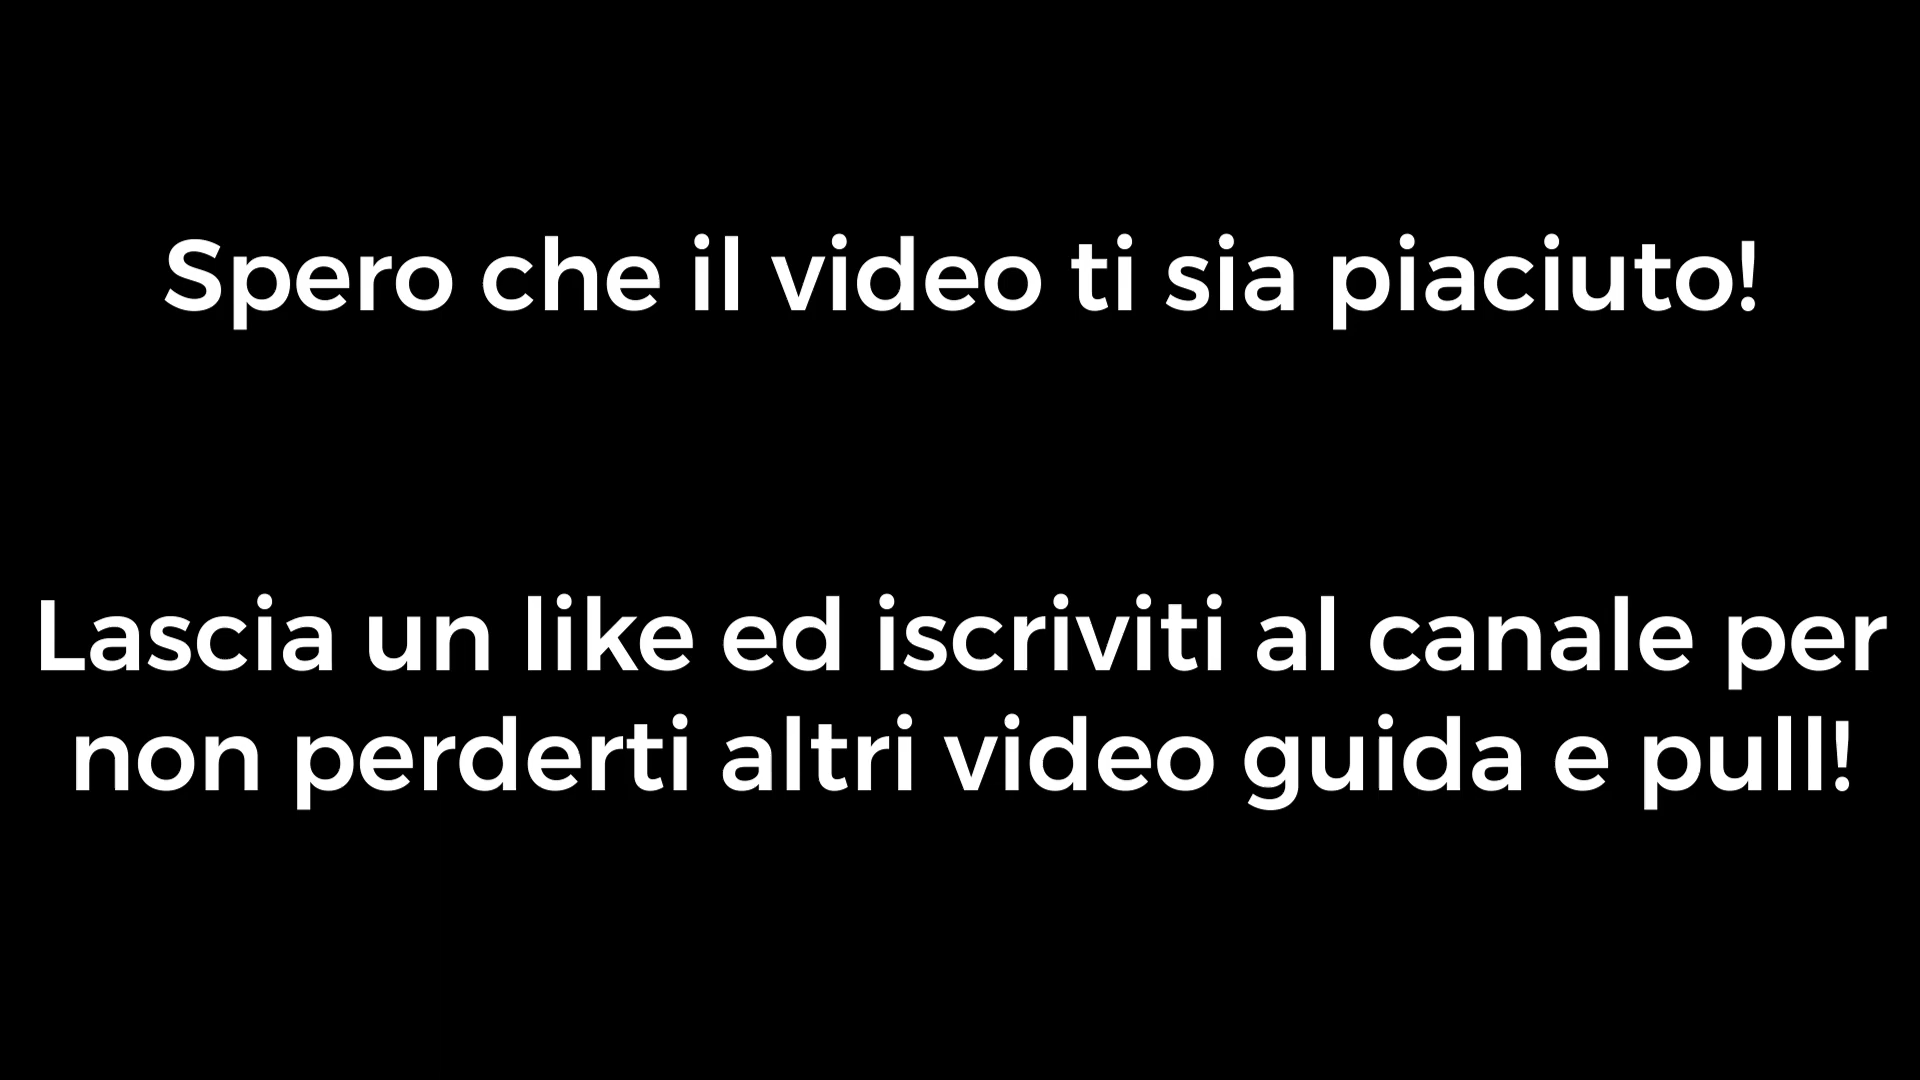 Spero che il video ti sia piaciuto!
Lascia un like ed iscriviti al canale per
non perderti altri video guida e pull!